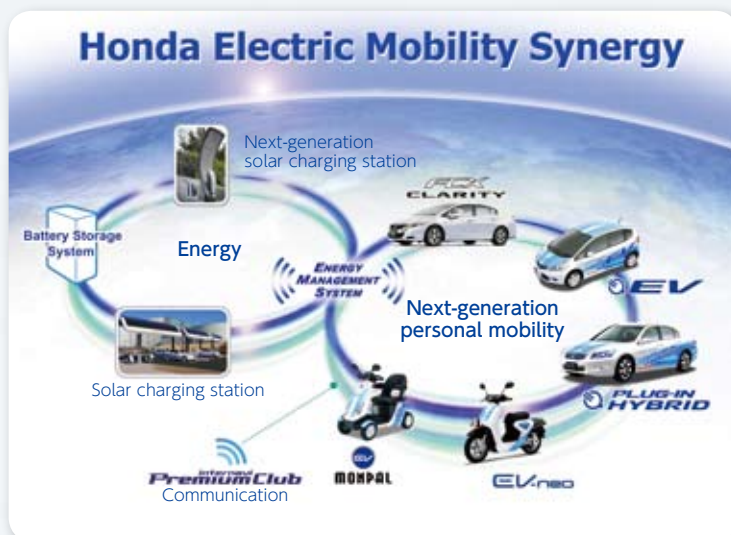 Honda Electric Mobility Synergy
Next-generation
solar charging station
FCX
CLARITY
Battery Storage
System
Energy
ENERGY
MANAGEMENT
SYSTEM
EV
Next-generation
personal mobility
PLUG-IN
HYBRID
Solar charging station
internavi
PremiumClub
Communication
EV
MONPAL
EV-neo